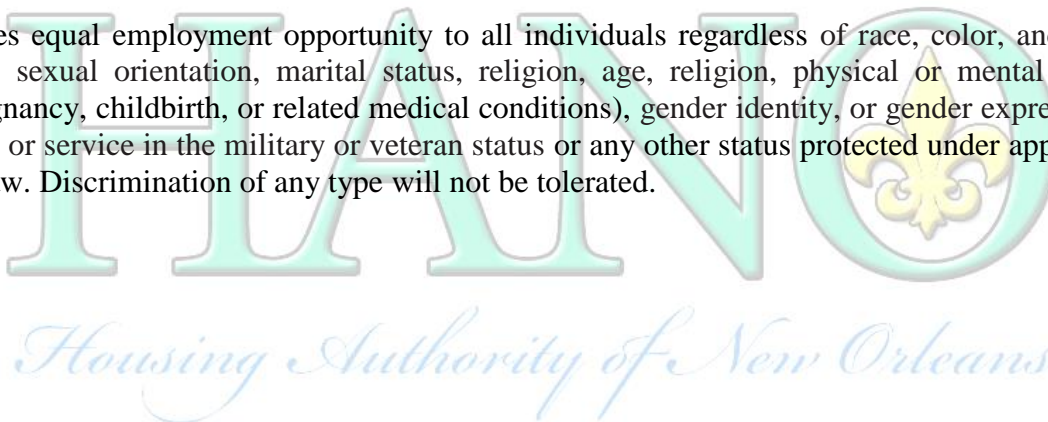 es equal employment opportunity to all individuals regardless of race, color, and
sexual orientation, marital status, religion, age, religion, physical or mental
gnancy, childbirth, or related medical conditions), gender identity, or gender expre
or service in the military or veteran status or any other status protected under app
w. Discrimination of any type will not be tolerated.
HANO
Housing Authority of New Orleans